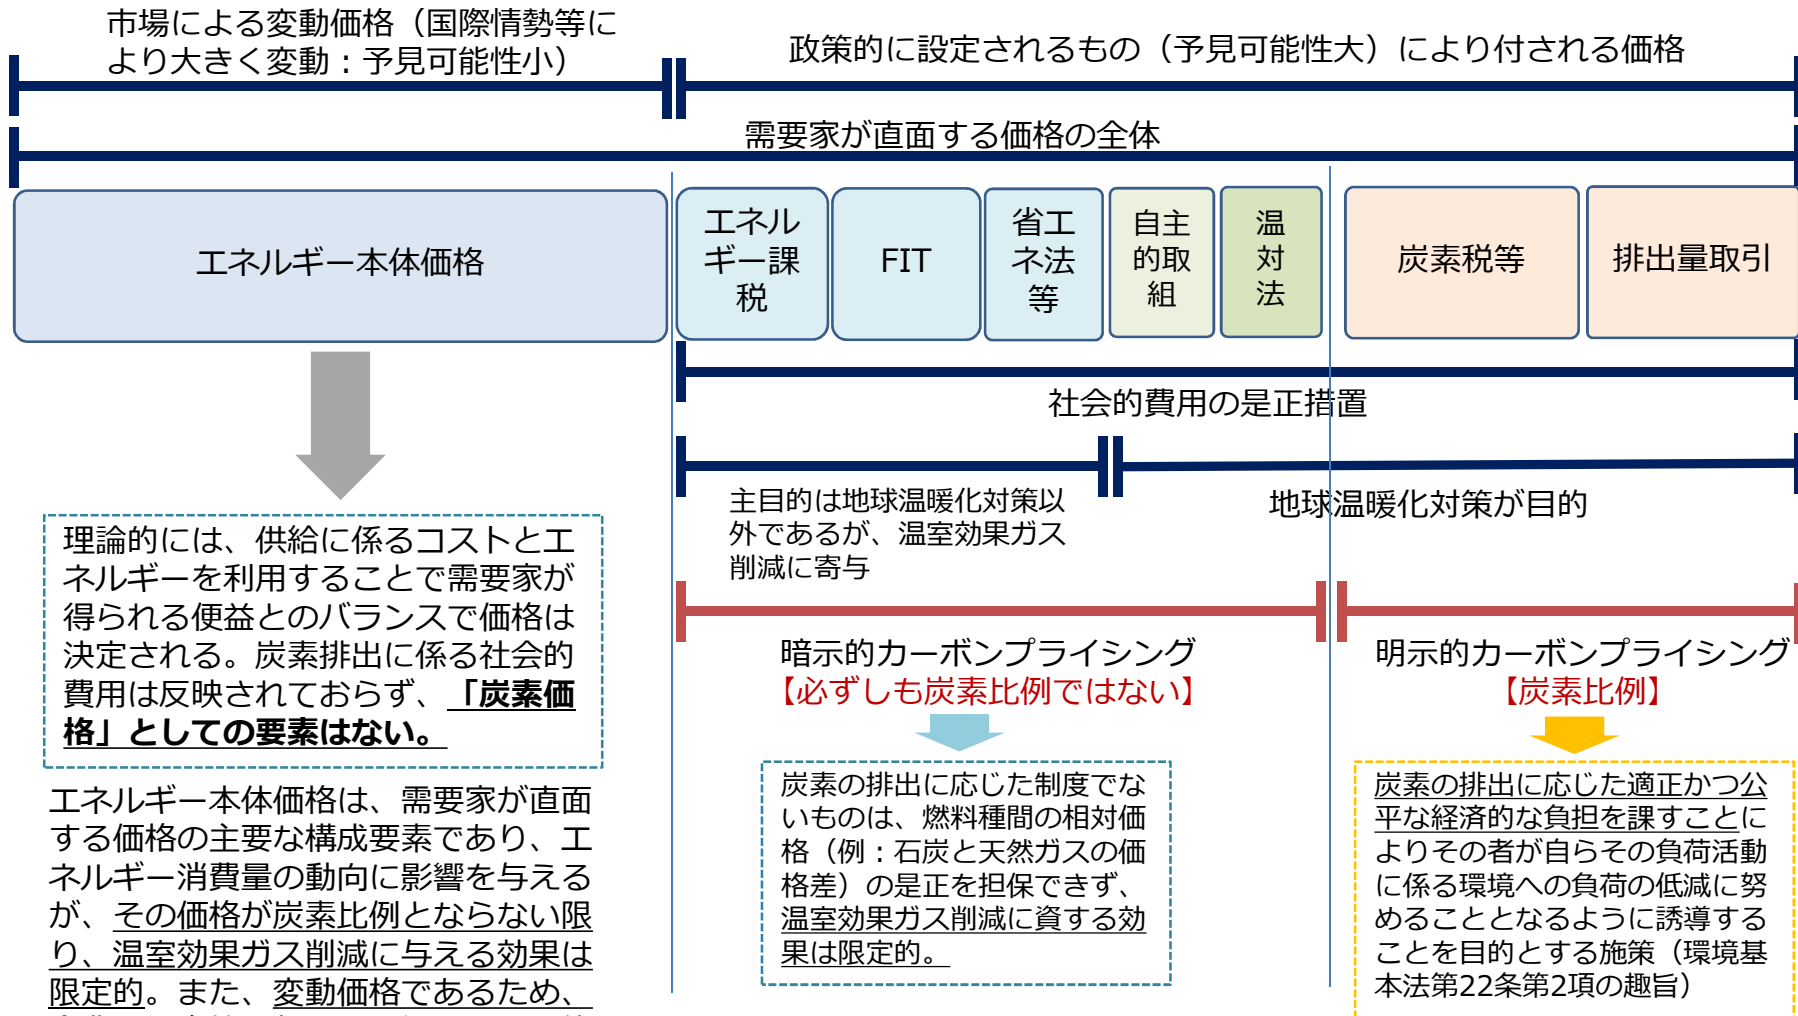 市場による変動価格（国際情勢等に
より大きく変動：予見可能性小）
政策的に設定されるもの（予見可能性大）により付される価格
需要家が直面する価格の全体
エネルギー本体価格
エネル
ギー課
税
FIT
省エ
ネ法
等
自主
的取
組
温
対
法
炭素税等
排出量取引
社会的費用の是正措置
主目的は地球温暖化対策以
外であるが、温室効果ガス
削減に寄与
地球温暖化対策が目的
理論的には、供給に係るコストとエ
ネルギーを利用することで需要家が
得られる便益とのバランスで価格は
決定される。炭素排出に係る社会的
費用は反映されておらず、「炭素価
格」としての要素はない。
エネルギー本体価格は、需要家が直面
する価格の主要な構成要素であり、エ
ネルギー消費量の動向に影響を与える
が、その価格が炭素比例とならない限
り、温室効果ガス削減に与える効果は
限定的。また、変動価格であるため、
暗示的カーボンプライシング
【必ずしも炭素比例ではない】
炭素の排出に応じた制度でな
いものは、燃料種間の相対価
格（例：石炭と天然ガスの価
格差）の是正を担保できず、
温室効果ガス削減に資する効
果は限定的。
明示的カーボンプライシング
【炭素比例】
炭素の排出に応じた適正かつ公
平な経済的な負担を課すことに
よりその者が自らその負荷活動
に係る環境への負荷の低減に努
めることとなるように誘導する
ことを目的とする施策（環境基
本法第22条第2項の趣旨）